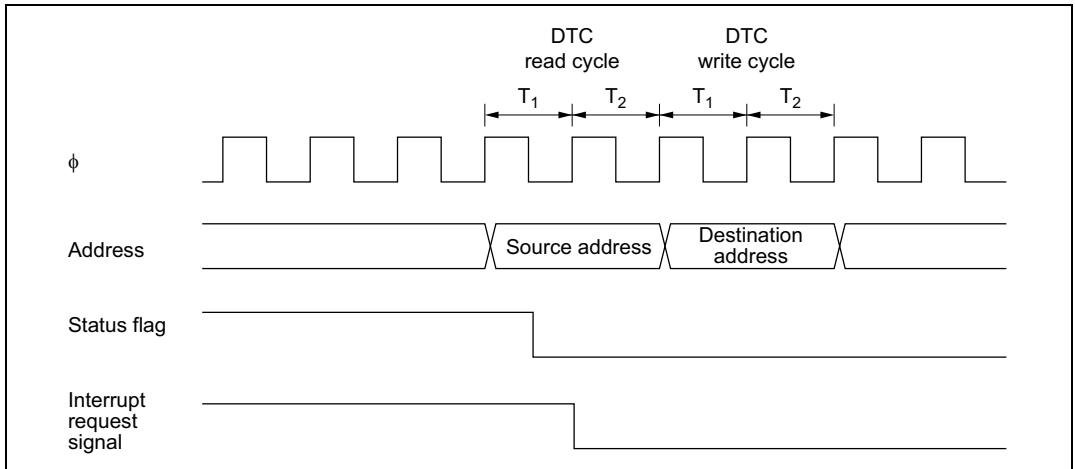 DTC
read cycle
DTC
write cycle
T1
T2
T1
T2
ϕ
Address
Source address
Destination
address
Status flag
Interrupt
request
signal